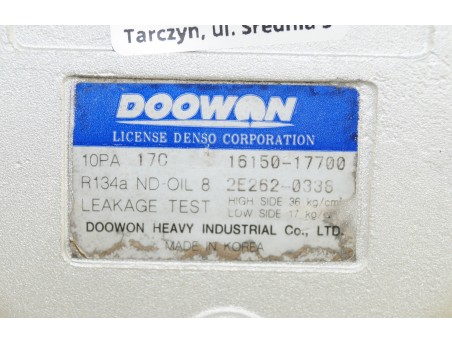 Tarczyn, ul. Średnia 5
DOOWON
LICENSE DENSO CORPORATION
10PA 17C 16150-17700
R134a ND-OIL 8 2E262-0338
LEAKAGE TEST HIGH SIDE 36 kg/cm²
LOW SIDE 17 kg/
DOOWON HEAVY INDUSTRIAL Co., LTD.
MADE IN KOREA